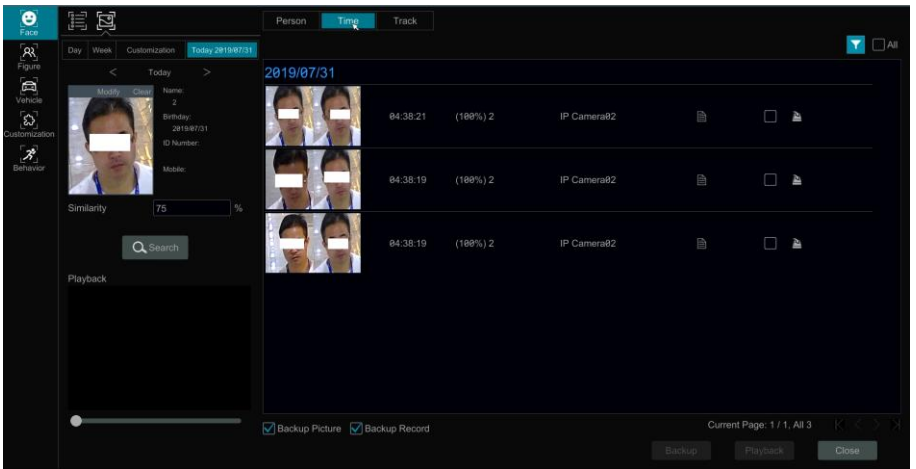 Face
Figure
Vehicle
Customization
Behavior
Day Week Customization Today 2019/07/31
< Today >
Modify Clear
Name:
2
Birthday:
2019/07/31
ID Number:
Mobile:
Similarity 75 %
Search
Playback
Person Time Track
All
2019/07/31
04:38:21 (100%) 2 IP Camera02
04:38:19 (100%) 2 IP Camera02
04:38:19 (100%) 2 IP Camera02
Backup Picture Backup Record
Current Page: 1 / 1, All 3
Backup Playback Close